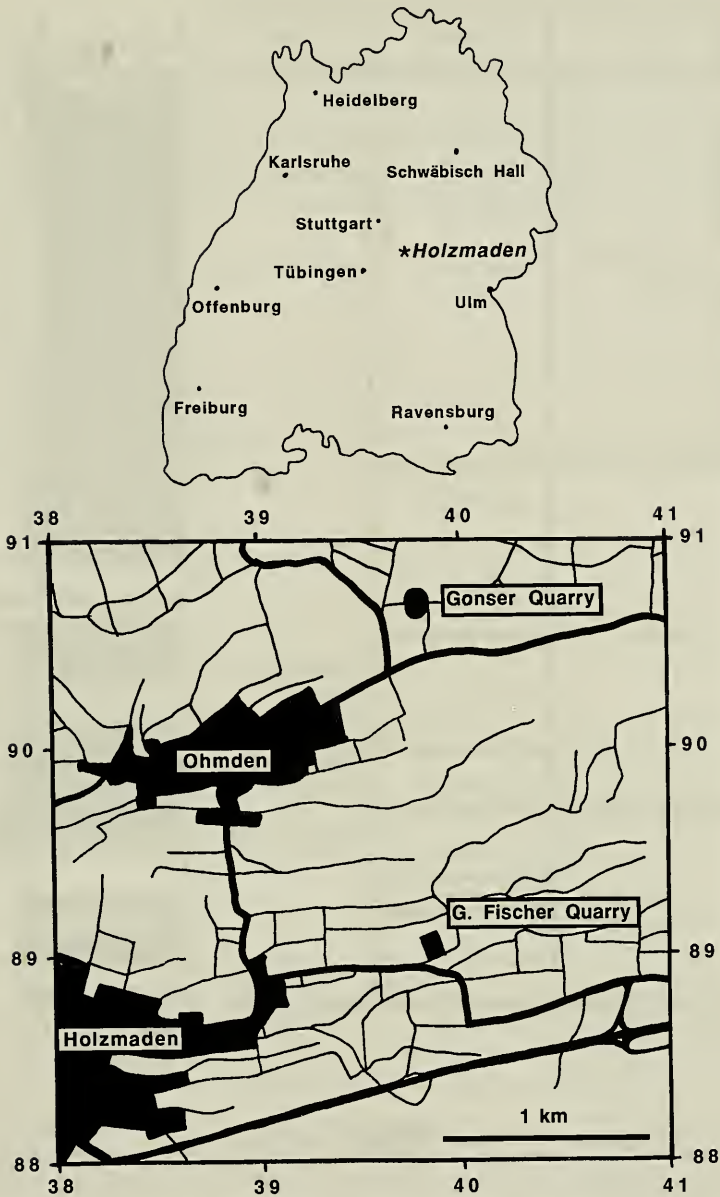 Heidelberg
Karlsruhe
Schwäbisch Hall
Stuttgart
*Holzmaden
Tübingen
Offenburg
Ulm
Freiburg
Ravensburg
38 39 40 41
91 91
Gonser Quarry
90 90
Ohmden
G. Fischer Quarry
89 89
Holzmaden
1 km
88 88
38 39 40 41